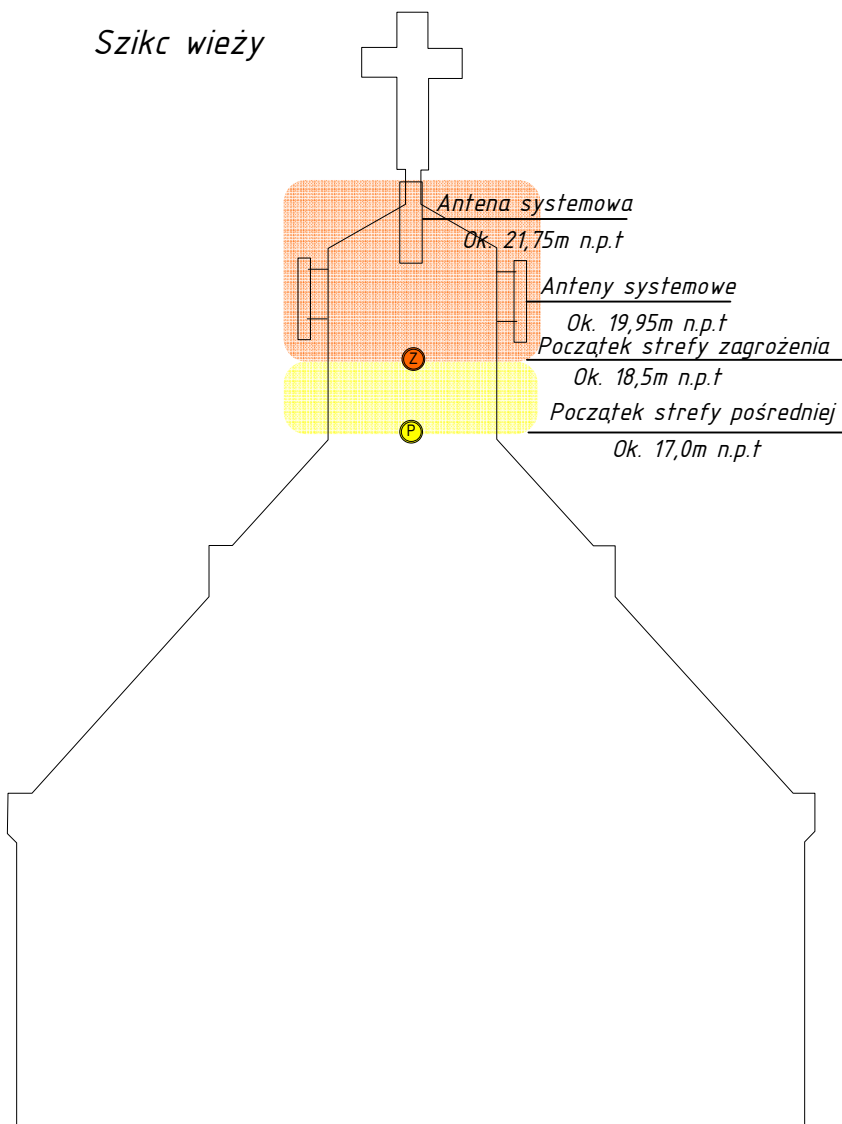 Szikc wieży
Antena systemowa
Ok. 21,75m n.p.t
Anteny systemowe
Ok. 19,95m n.p.t
Początek strefy zagrożenia
Z
Ok. 18,5m n.p.t
Początek strefy pośredniej
P
Ok. 17,0m n.p.t